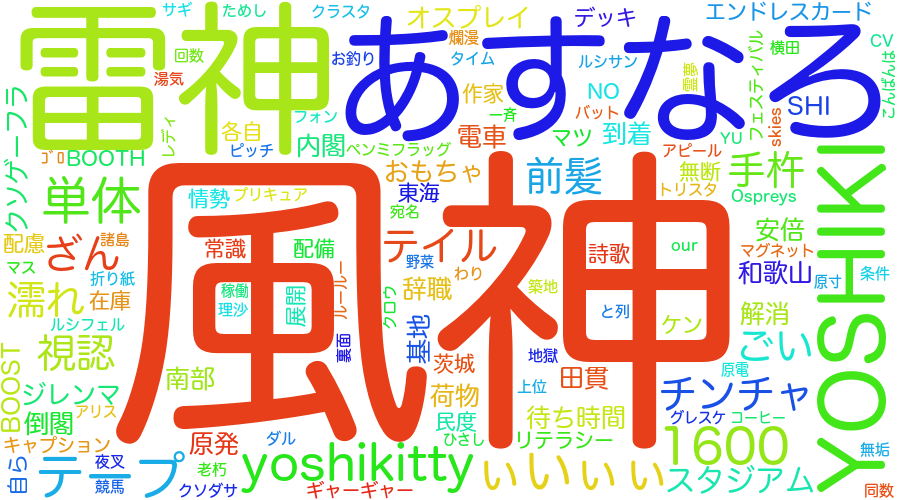 サギ
ためし
クラスタ
オスプレイ
デッキ
エンドレスカード
雷神
あすなろ
回数
湯気
レディ
お釣り
爛漫
タイム
ルシサン
作家
NO
霊夢
フェスティバル
横田
CV
こんばんは
SHI
バット
一斉
フォン
各自
ピッチ
内閣
電車
マツ
到着
YU
skies
クソゲーフラ
ゴロ
BOOTH
ペンミフラッグ
アピール
無断
手杵
YOSHIKI
単体
情勢
プリキュア
おもちゃ
東海
宛名
前髪
トリスタ
Ospreys
安倍
風神
配慮
ざん
諸島
常識
配備
テイル
野菜
わり
詩歌
our
マグネット
和歌山
原寸
条件
マス
折り紙
濡れ
在庫
稼働
理沙
展開
ルールー
クロウ
辞職
築地
と列
ケン
解消
ルシフェル
視認
裏面
基地
茨城
地獄
ごい
原電
BOOST
ジレンマ
南部
荷物
上位
田貫
チンチャ
倒閣
アリス
民度
待ち時間
グレスケ
コーヒー
キャプション
原発
ダル
ひさし
リテラシー
1600
無垢
自ら
テープ
夜叉
競馬
老朽
クソダサ
yoshikitty
ギャーギャー
ぃいぃぃ
スタジアム
同数